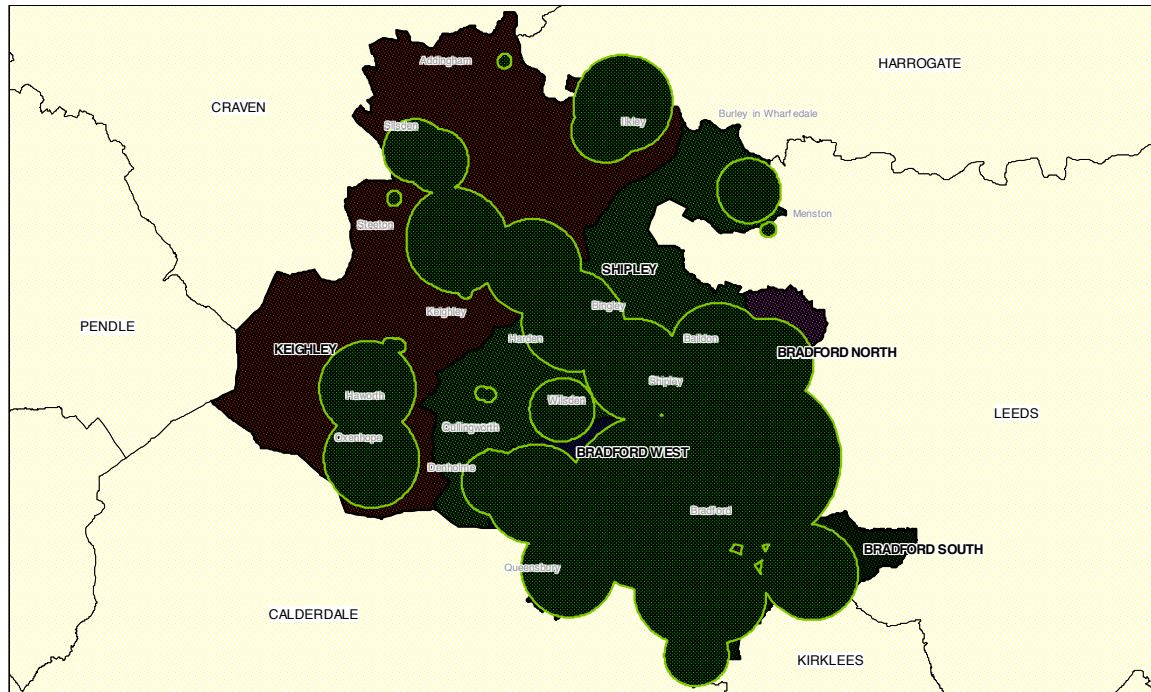 HARROGATE
Addingham
CRAVEN
Burley in Wharfedale
Ilkley
Silsden
Menston
Steeton
SHIPLEY
Bingley
Keighley
PENDLE
Harden
Baildon
KEIGHLEY
BRADFORD NORTH
Shipley
Haworth
Wilsden
LEEDS
Cullingworth
Oxenhope
BRADFORD WEST
Denholme
Bradford
BRADFORD SOUTH
Queensbury
CALDERDALE
KIRKLEES